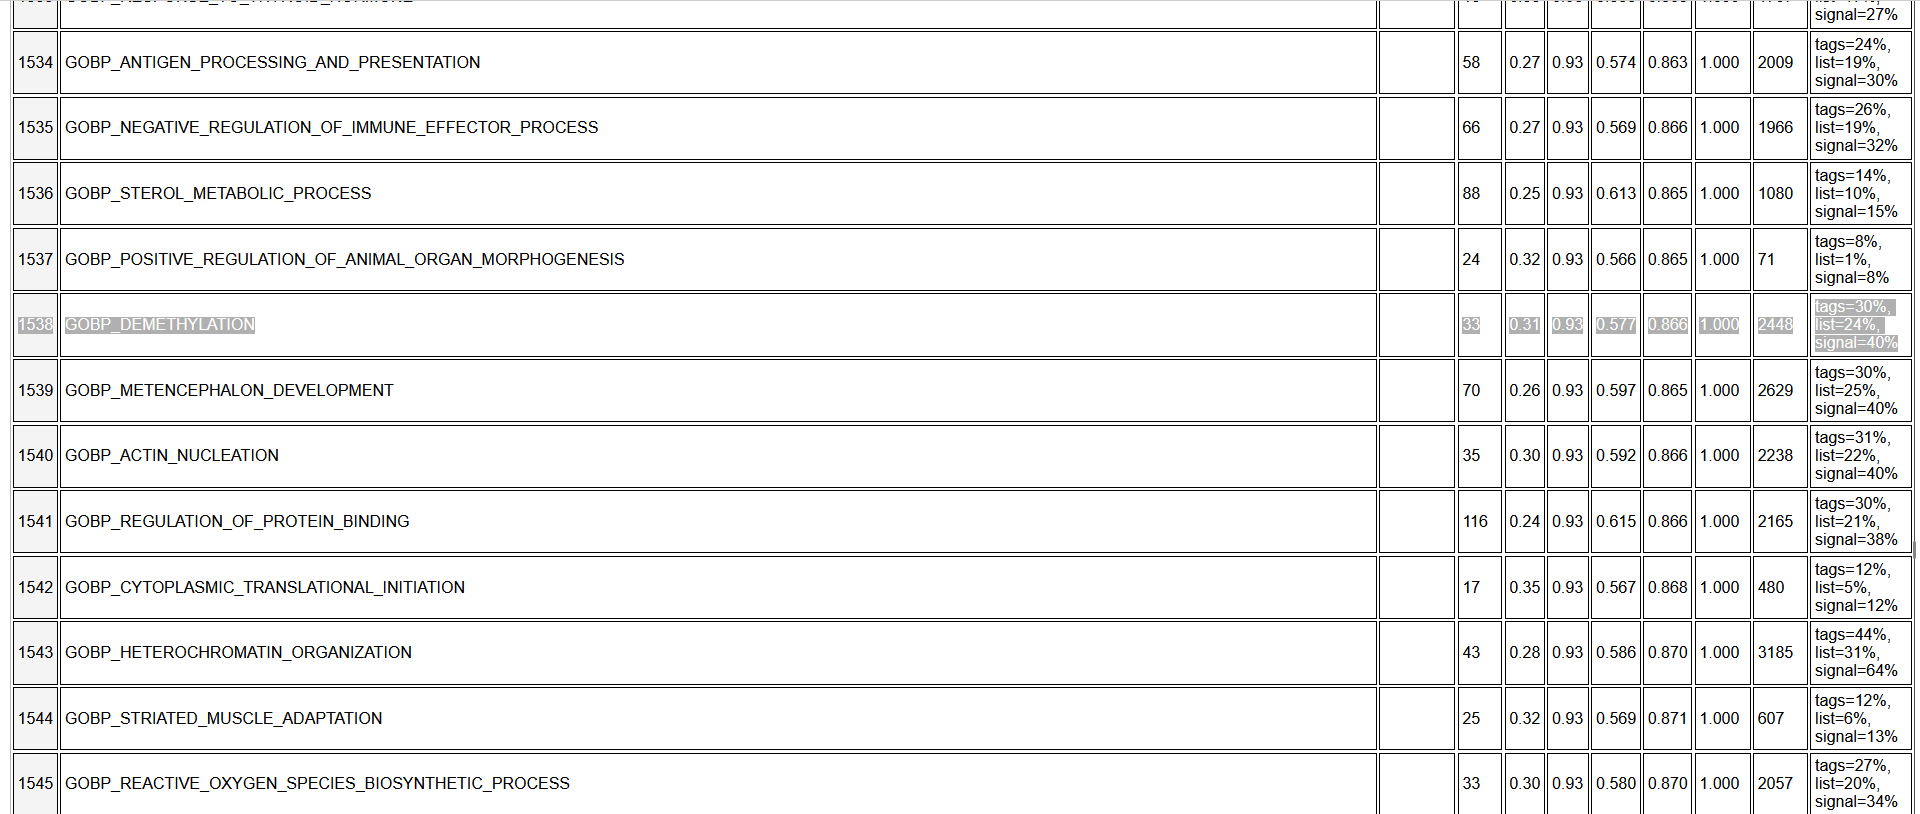 signal=27%
1534 GOBP_ANTIGEN_PROCESSING_AND_PRESENTATION 58 0.27 0.93 0.574 0.863 1.000 2009 tags=24%,
list=19%,
signal=30%
1535 GOBP_NEGATIVE_REGULATION_OF_IMMUNE_EFFECTOR_PROCESS 66 0.27 0.93 0.569 0.866 1.000 1966 tags=26%,
list=19%,
signal=32%
1536 GOBP_STEROL_METABOLIC_PROCESS 88 0.25 0.93 0.613 0.865 1.000 1080 tags=14%,
list=10%,
signal=15%
1537 GOBP_POSITIVE_REGULATION_OF_ANIMAL_ORGAN_MORPHOGENESIS 24 0.32 0.93 0.566 0.865 1.000 71 tags=8%,
list=1%,
signal=8%
1538 GOBP_DEMETHYLATION 33 0.31 0.93 0.577 0.866 1.000 2448 tags=30%,
list=24%,
signal=40%
1539 GOBP_METENCEPHALON_DEVELOPMENT 70 0.26 0.93 0.597 0.865 1.000 2629 tags=30%,
list=25%,
signal=40%
1540 GOBP_ACTIN_NUCLEATION 35 0.30 0.93 0.592 0.866 1.000 2238 tags=31%,
list=22%,
signal=40%
1541 GOBP_REGULATION_OF_PROTEIN_BINDING 116 0.24 0.93 0.615 0.866 1.000 2165 tags=30%,
list=21%,
signal=38%
1542 GOBP_CYTOPLASMIC_TRANSLATIONAL_INITIATION 17 0.35 0.93 0.567 0.868 1.000 480 tags=12%,
list=5%,
signal=12%
1543 GOBP_HETEROCHROMATIN_ORGANIZATION 43 0.28 0.93 0.586 0.870 1.000 3185 tags=44%,
list=31%,
signal=64%
1544 GOBP_STRIATED_MUSCLE_ADAPTATION 25 0.32 0.93 0.569 0.871 1.000 607 tags=12%,
list=6%,
signal=13%
1545 GOBP_REACTIVE_OXYGEN_SPECIES_BIOSYNTHETIC_PROCESS 33 0.30 0.93 0.580 0.870 1.000 2057 tags=27%,
list=20%,
signal=34%